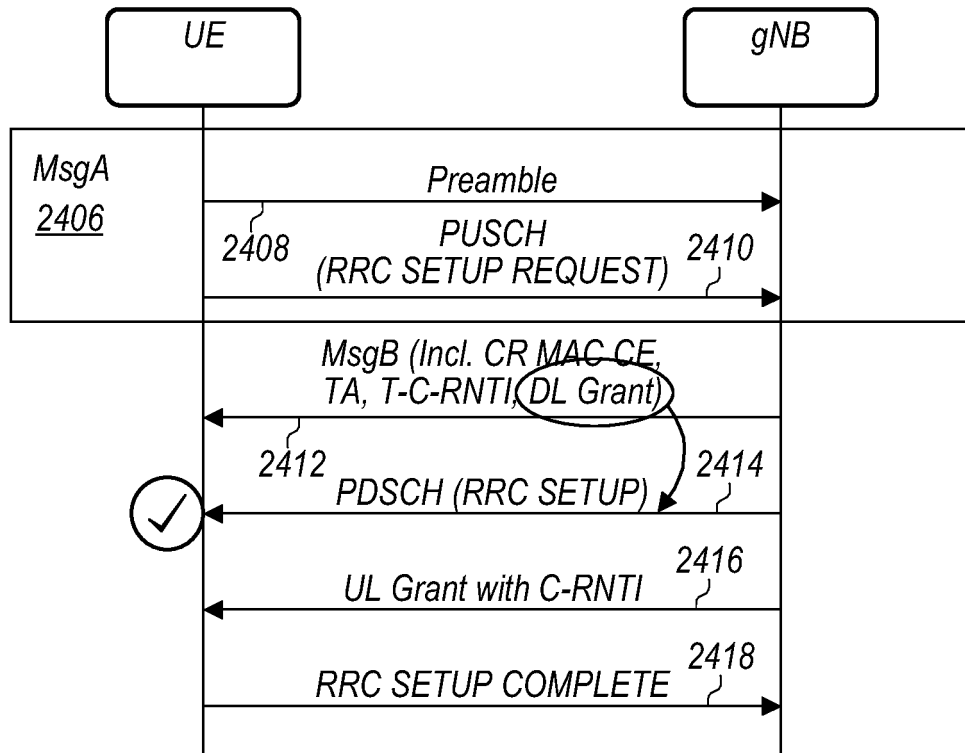 UE
gNB
MsgA
2406
Preamble
2408
PUSCH
(RRC SETUP REQUEST)
2410
MsgB (Incl. CR MAC CE,
TA, T-C-RNTI, DL Grant)
2412
2414
PDSCH (RRC SETUP)
2416
UL Grant with C-RNTI
2418
RRC SETUP COMPLETE